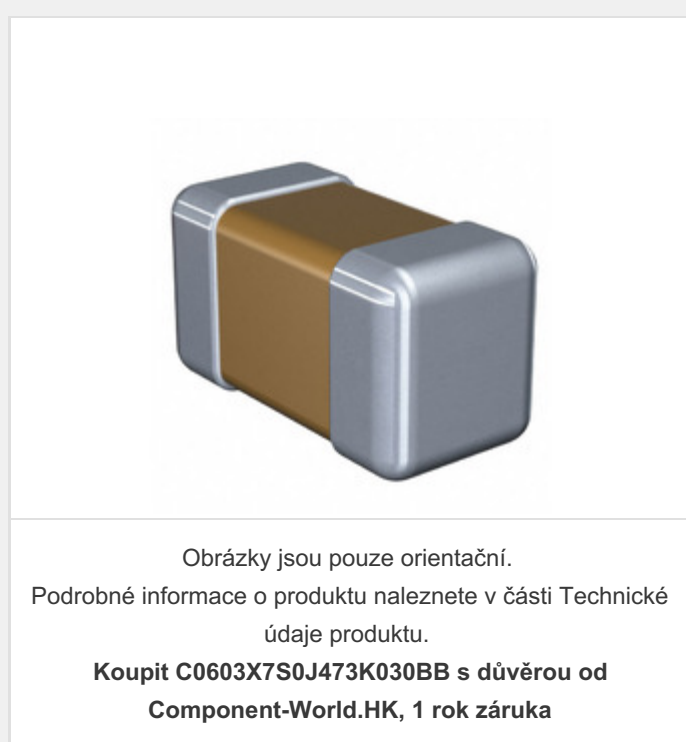 Obrázky jsou pouze orientační.
Podrobné informace o produktu naleznete v části Technické
údaje produktu.
Koupit C0603X7S0J473K030BB s důvěrou od
Component-World.HK, 1 rok záruka